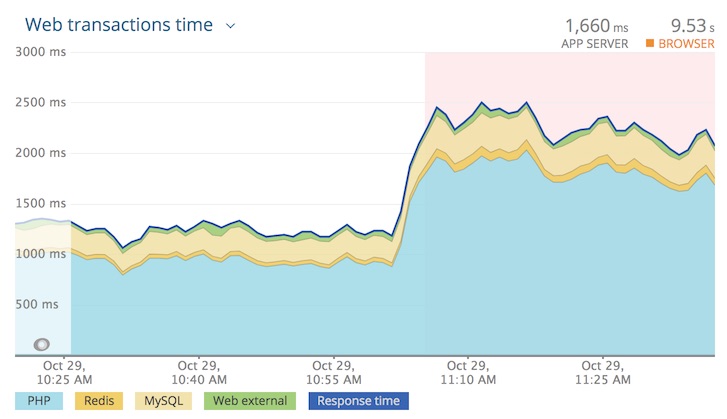 Web transactions time
1,660 ms
APP SERVER
9.53 s
BROWSER
3000 ms
2500 ms
2000 ms
1500 ms
1000 ms
500 ms
Oct 29,
10:25 AM
Oct 29,
10:40 AM
Oct 29,
10:55 AM
Oct 29,
11:10 AM
Oct 29,
11:25 AM
PHP
Redis
MySQL
Web external
Response time